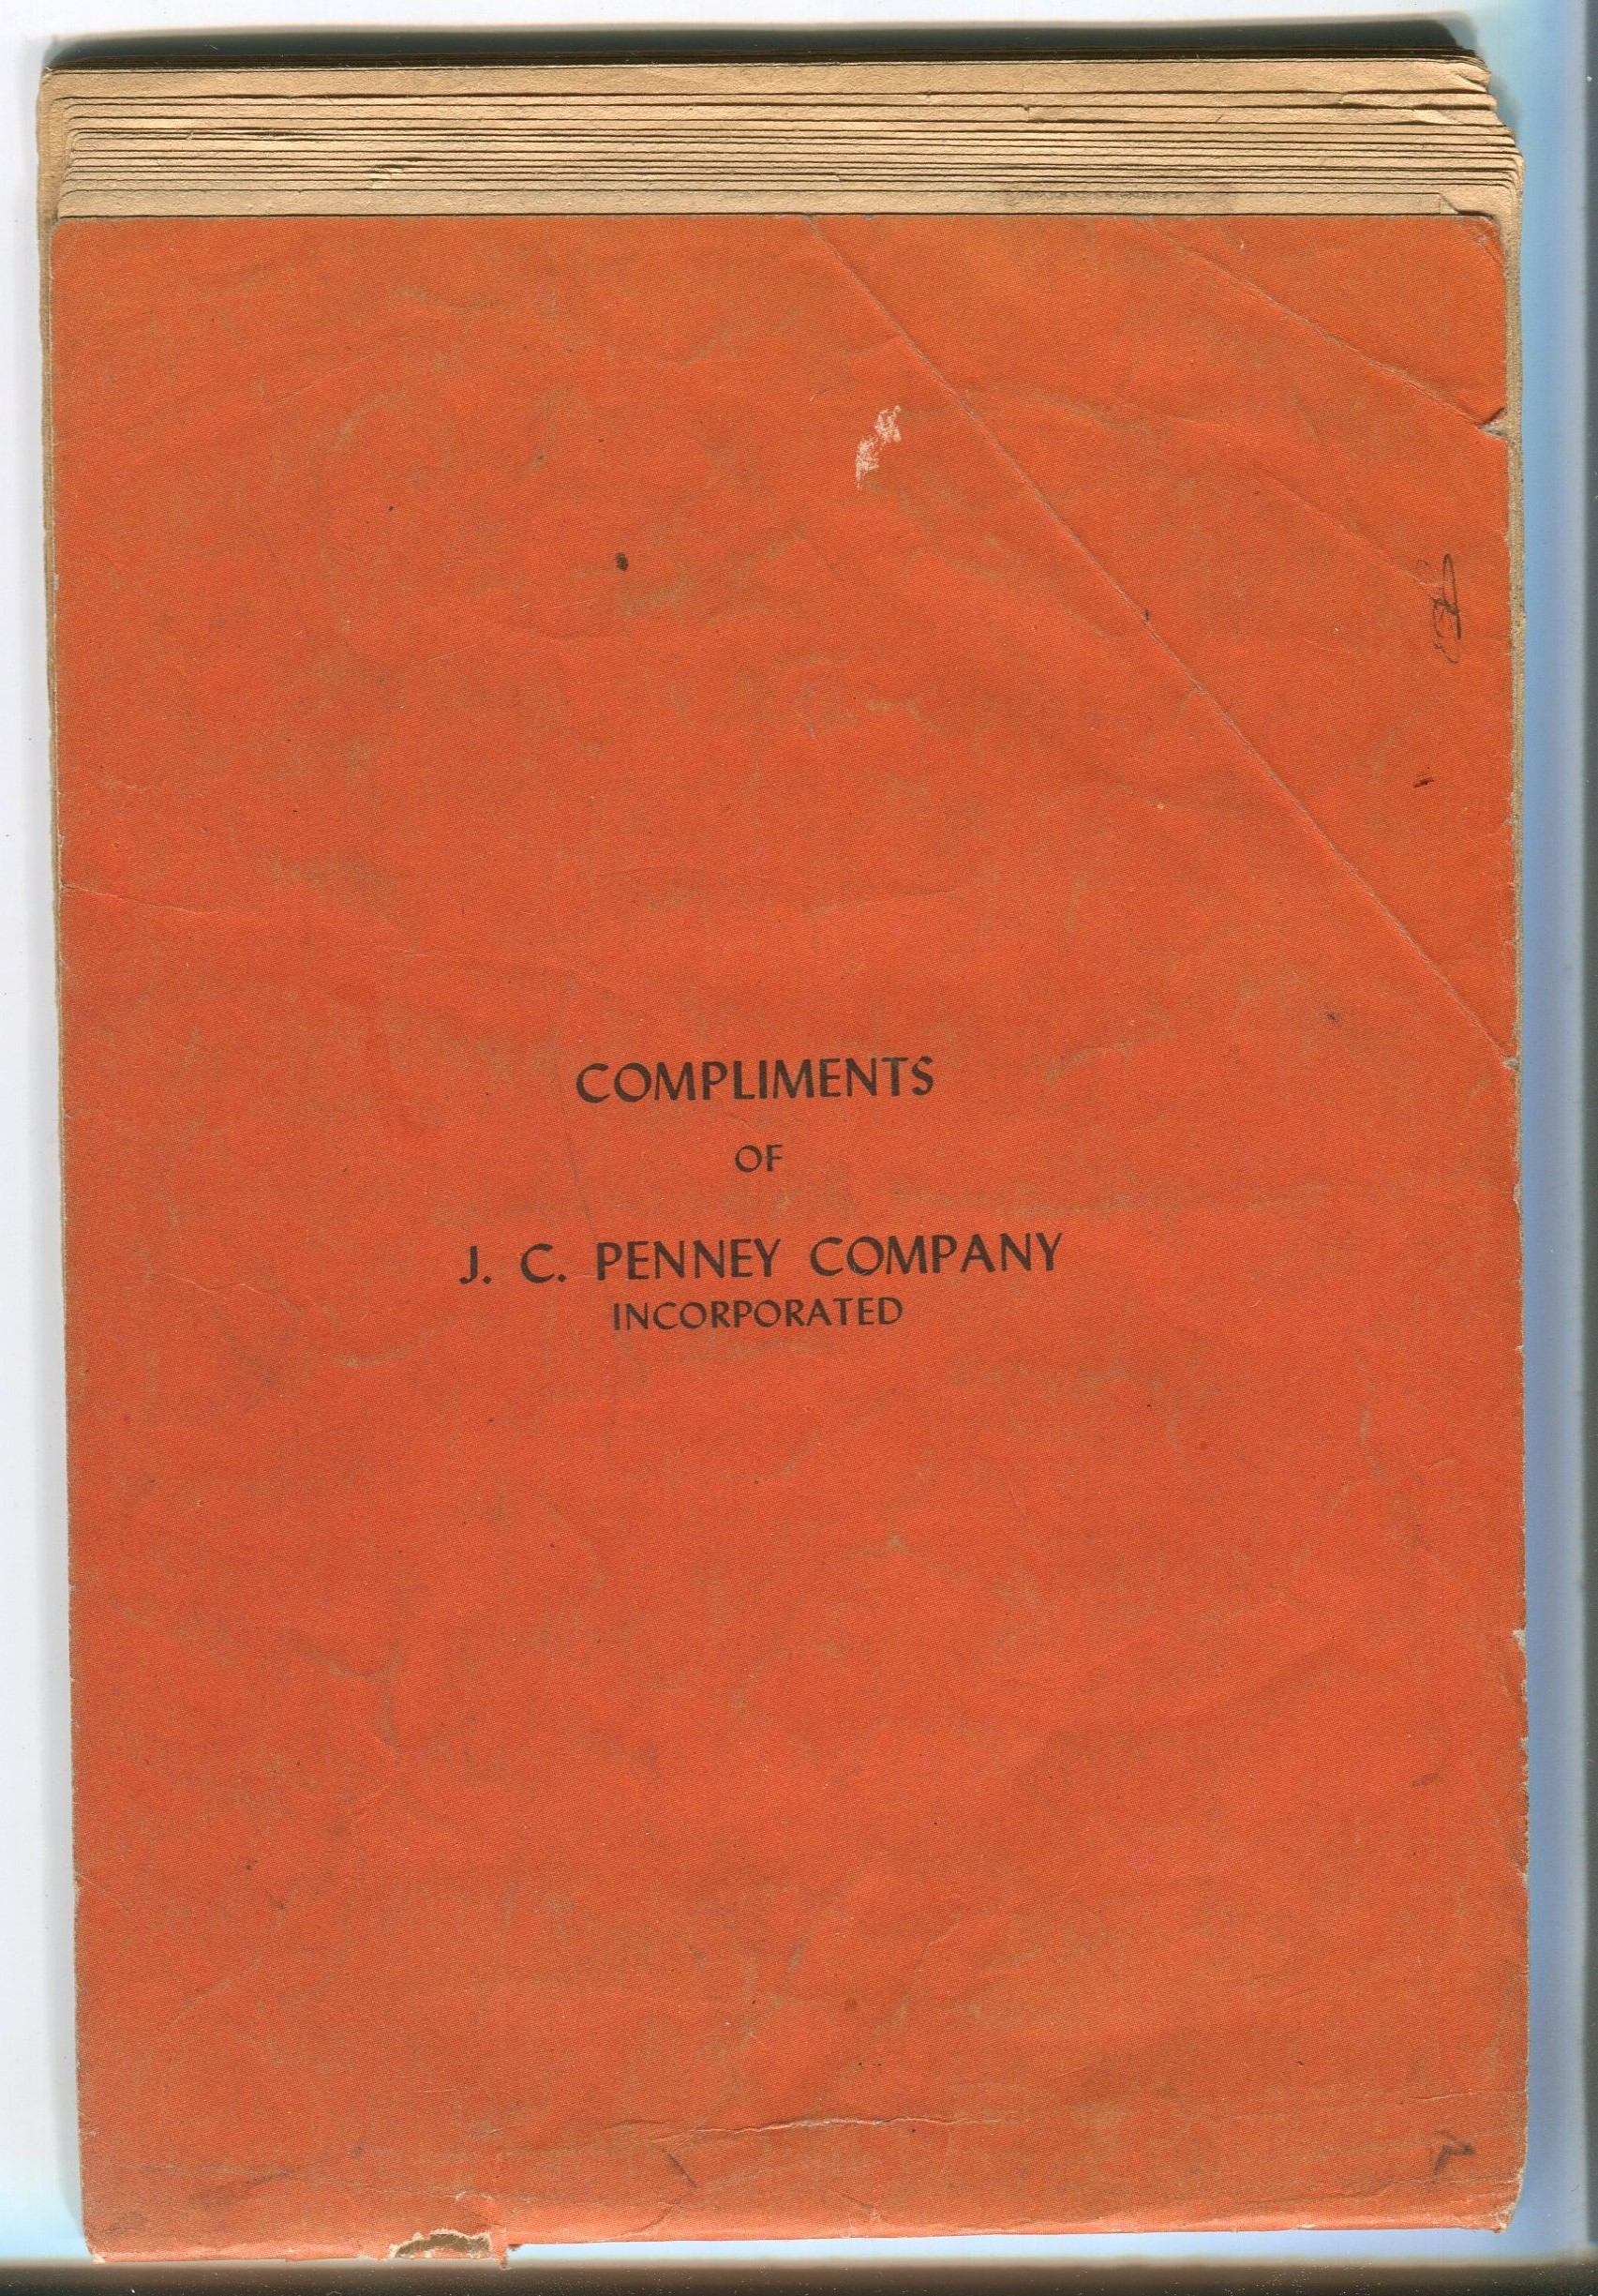 COMPLIMENTS
OF
J. C. PENNEY COMPANY
INCORPORATED